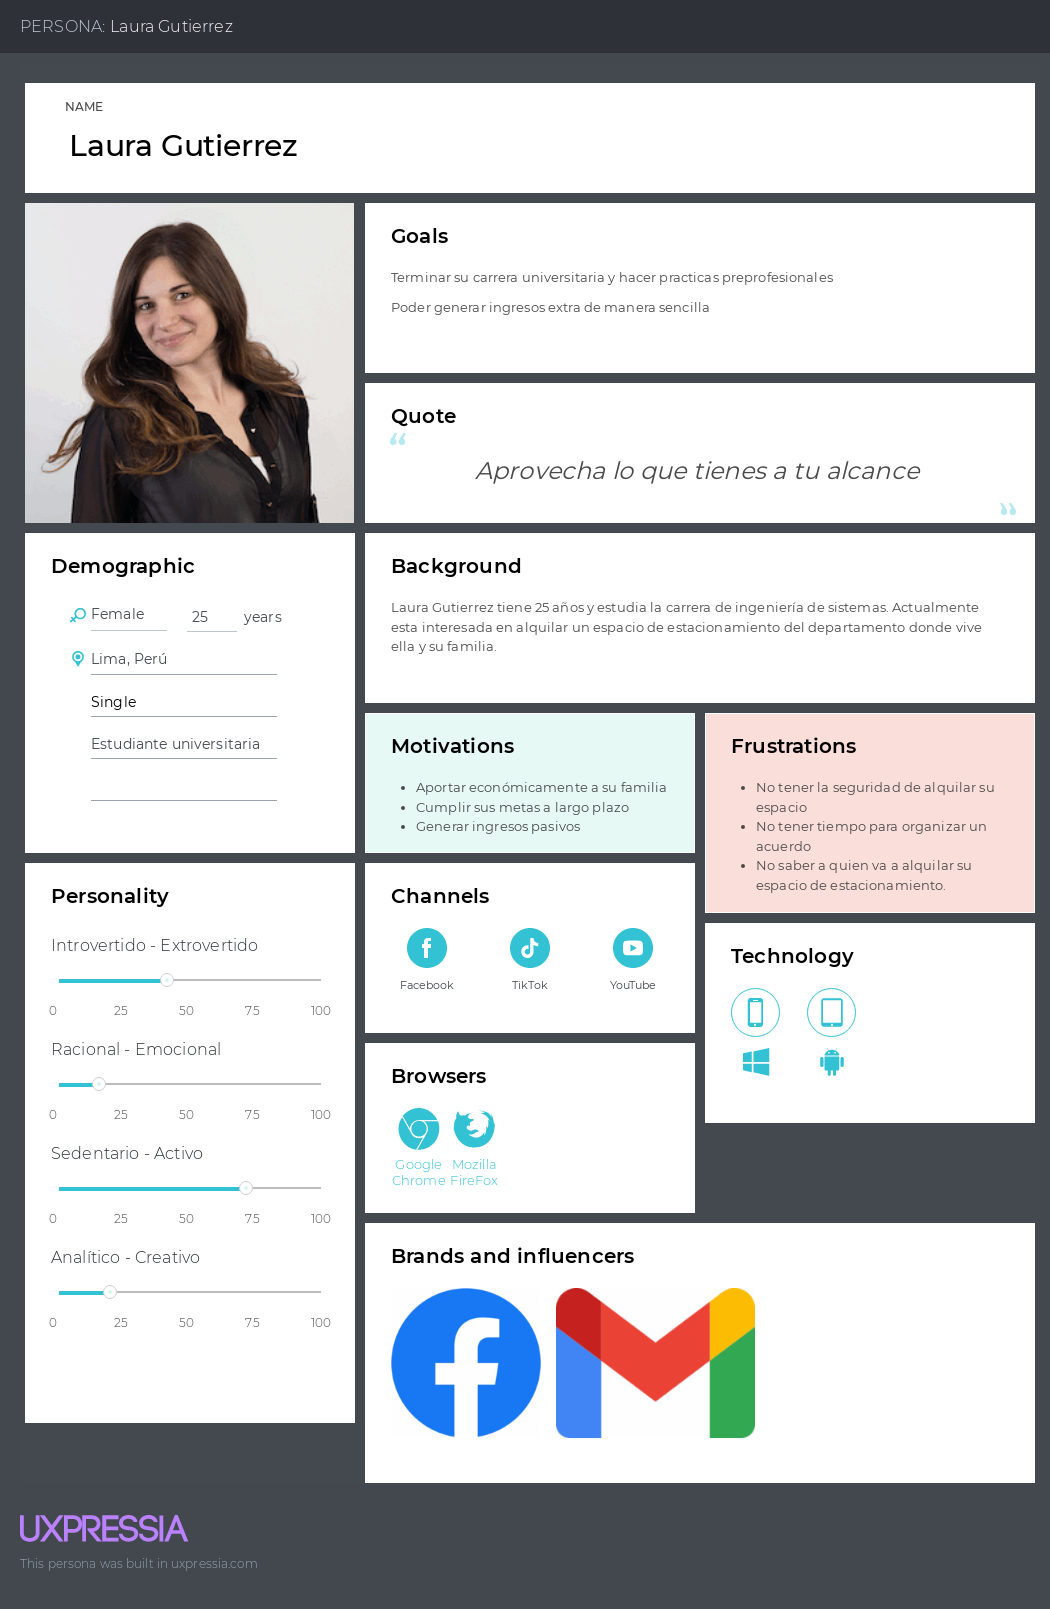 PERSONA: Laura Gutierrez
NAME
Laura Gutierrez
Goals
Terminar su carrera universitaria y hacer practicas preprofesionales
Poder generar ingresos extra de manera sencilla
Quote
“
Aprovecha lo que tienes a tu alcance
”
Demographic
Female 25 years
Lima, Perú
Single
Estudiante universitaria
Background
Laura Gutierrez tiene 25 años y estudia la carrera de ingeniería de sistemas. Actualmente
esta interesada en alquilar un espacio de estacionamiento del departamento donde vive
ella y su familia.
Motivations
• Aportar económicamente a su familia
• Cumplir sus metas a largo plazo
• Generar ingresos pasivos
Frustrations
• No tener la seguridad de alquilar su
espacio
• No tener tiempo para organizar un
acuerdo
• No saber a quien va a alquilar su
espacio de estacionamiento.
Personality
Introvertido - Extrovertido
0 25 50 75 100
Racional - Emocional
0 25 50 75 100
Sedentario - Activo
0 25 50 75 100
Analítico - Creativo
0 25 50 75 100
Channels
Facebook TikTok YouTube
Technology
Browsers
Google Mozilla
Chrome FireFox
Brands and influencers
UXPRESSIA
This persona was built in uxpressia.com